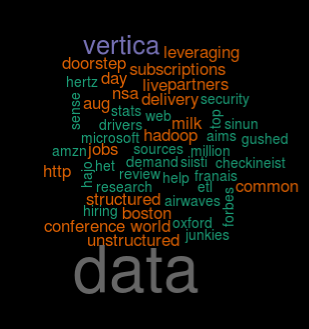 vertica leveraging
doorstep subscriptions
hertz day livepartners
sense aug nsa delivery security
stats web top
drivers milk sinun
microsoft hadoop aims gushed
amzn jobs sources million
http hajo het demand siisti checkineist
review help franais
research etl common
structured airwaves forbes
hiring boston
conference world oxford
unstructured junkies
data